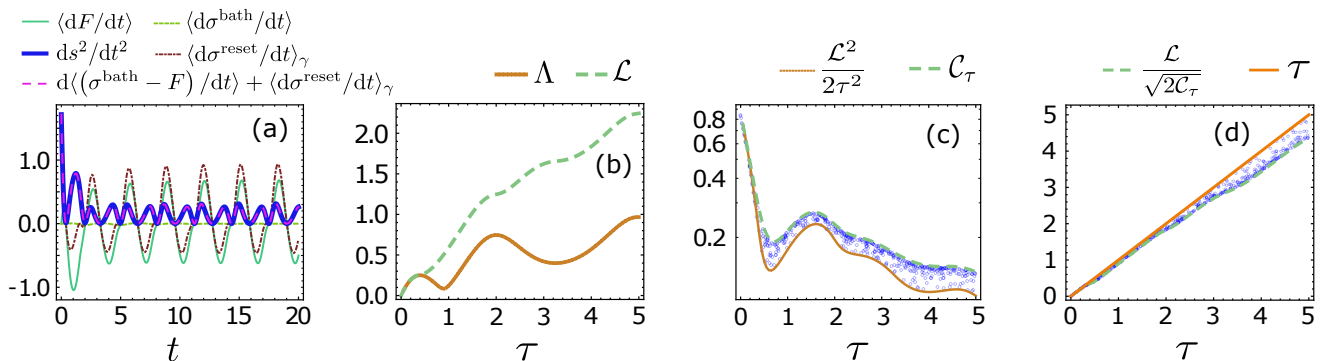 ⟨dF/dt⟩ ⟨dσ^bath/dt⟩
ds²/dt² ⟨dσ^reset/dt⟩_γ
d⟨(σ^bath − F) /dt⟩ + ⟨dσ^reset/dt⟩_γ
Λ ℒ
ℒ²/2τ² 𝒞_τ
ℒ/√2𝒞_τ τ
(a)
1.0
0.0
-1.0
0 5 10 15 20
t
(b)
2.0
1.5
1.0
0.5
0.0
0 1 2 3 4 5
τ
(c)
0.8
0.6
0.4
0.2
0 1 2 3 4 5
τ
(d)
5
4
3
2
1
0
0 1 2 3 4 5
τ